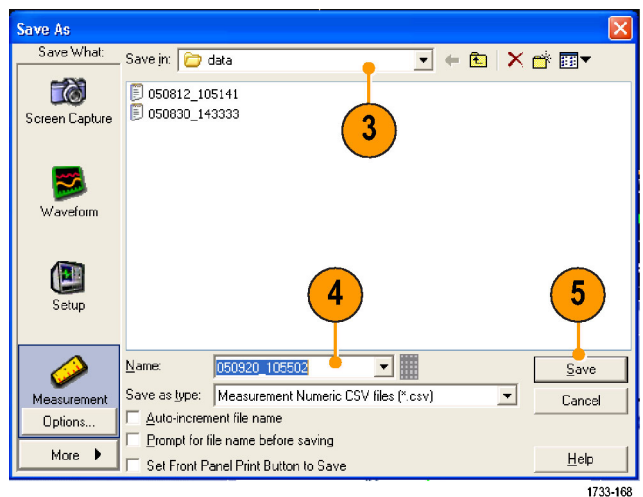 Save As
Save What:
Save in:
data
Screen Capture
Waveform
Setup
Measurement
Options...
More
050812_105141
050830_143333
3
4
5
Name:
050920_105502
Save
Save as type:
Measurement Numeric CSV files (*.csv)
Cancel
Auto-increment file name
Prompt for file name before saving
Set Front Panel Print Button to Save
Help
1733-168